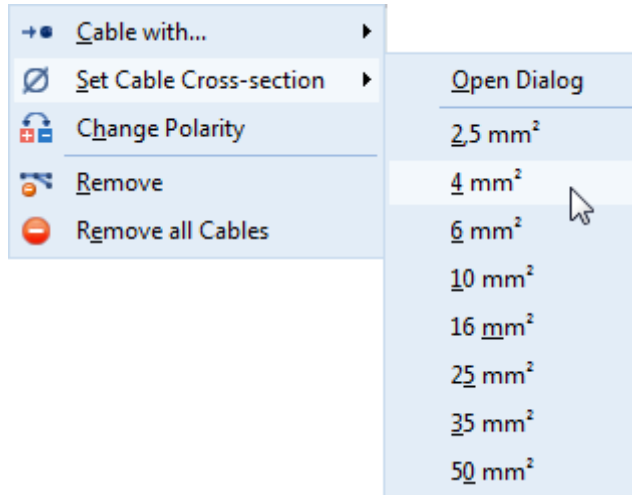 Cable with...
Set Cable Cross-section
Change Polarity
Remove
Remove all Cables
Open Dialog
2,5 mm²
4 mm²
6 mm²
10 mm²
16 mm²
25 mm²
35 mm²
50 mm²